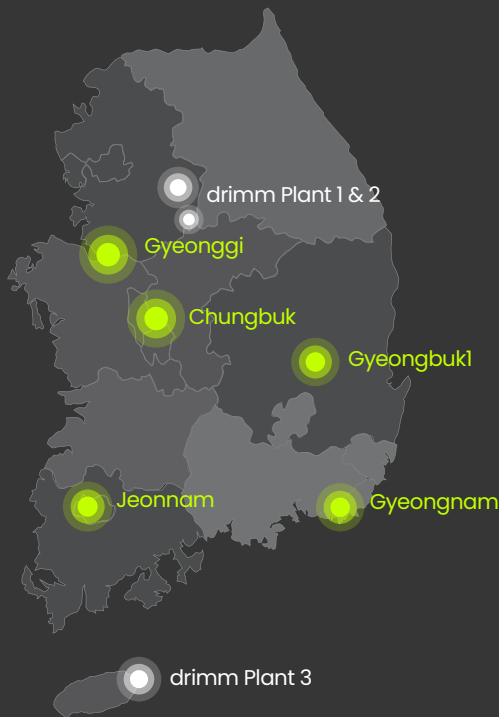 drimm Plant 1 & 2
Gyeonggi
Chungbuk
Gyeongbuk1
Jeonnam
Gyeongnam
drimm Plant 3